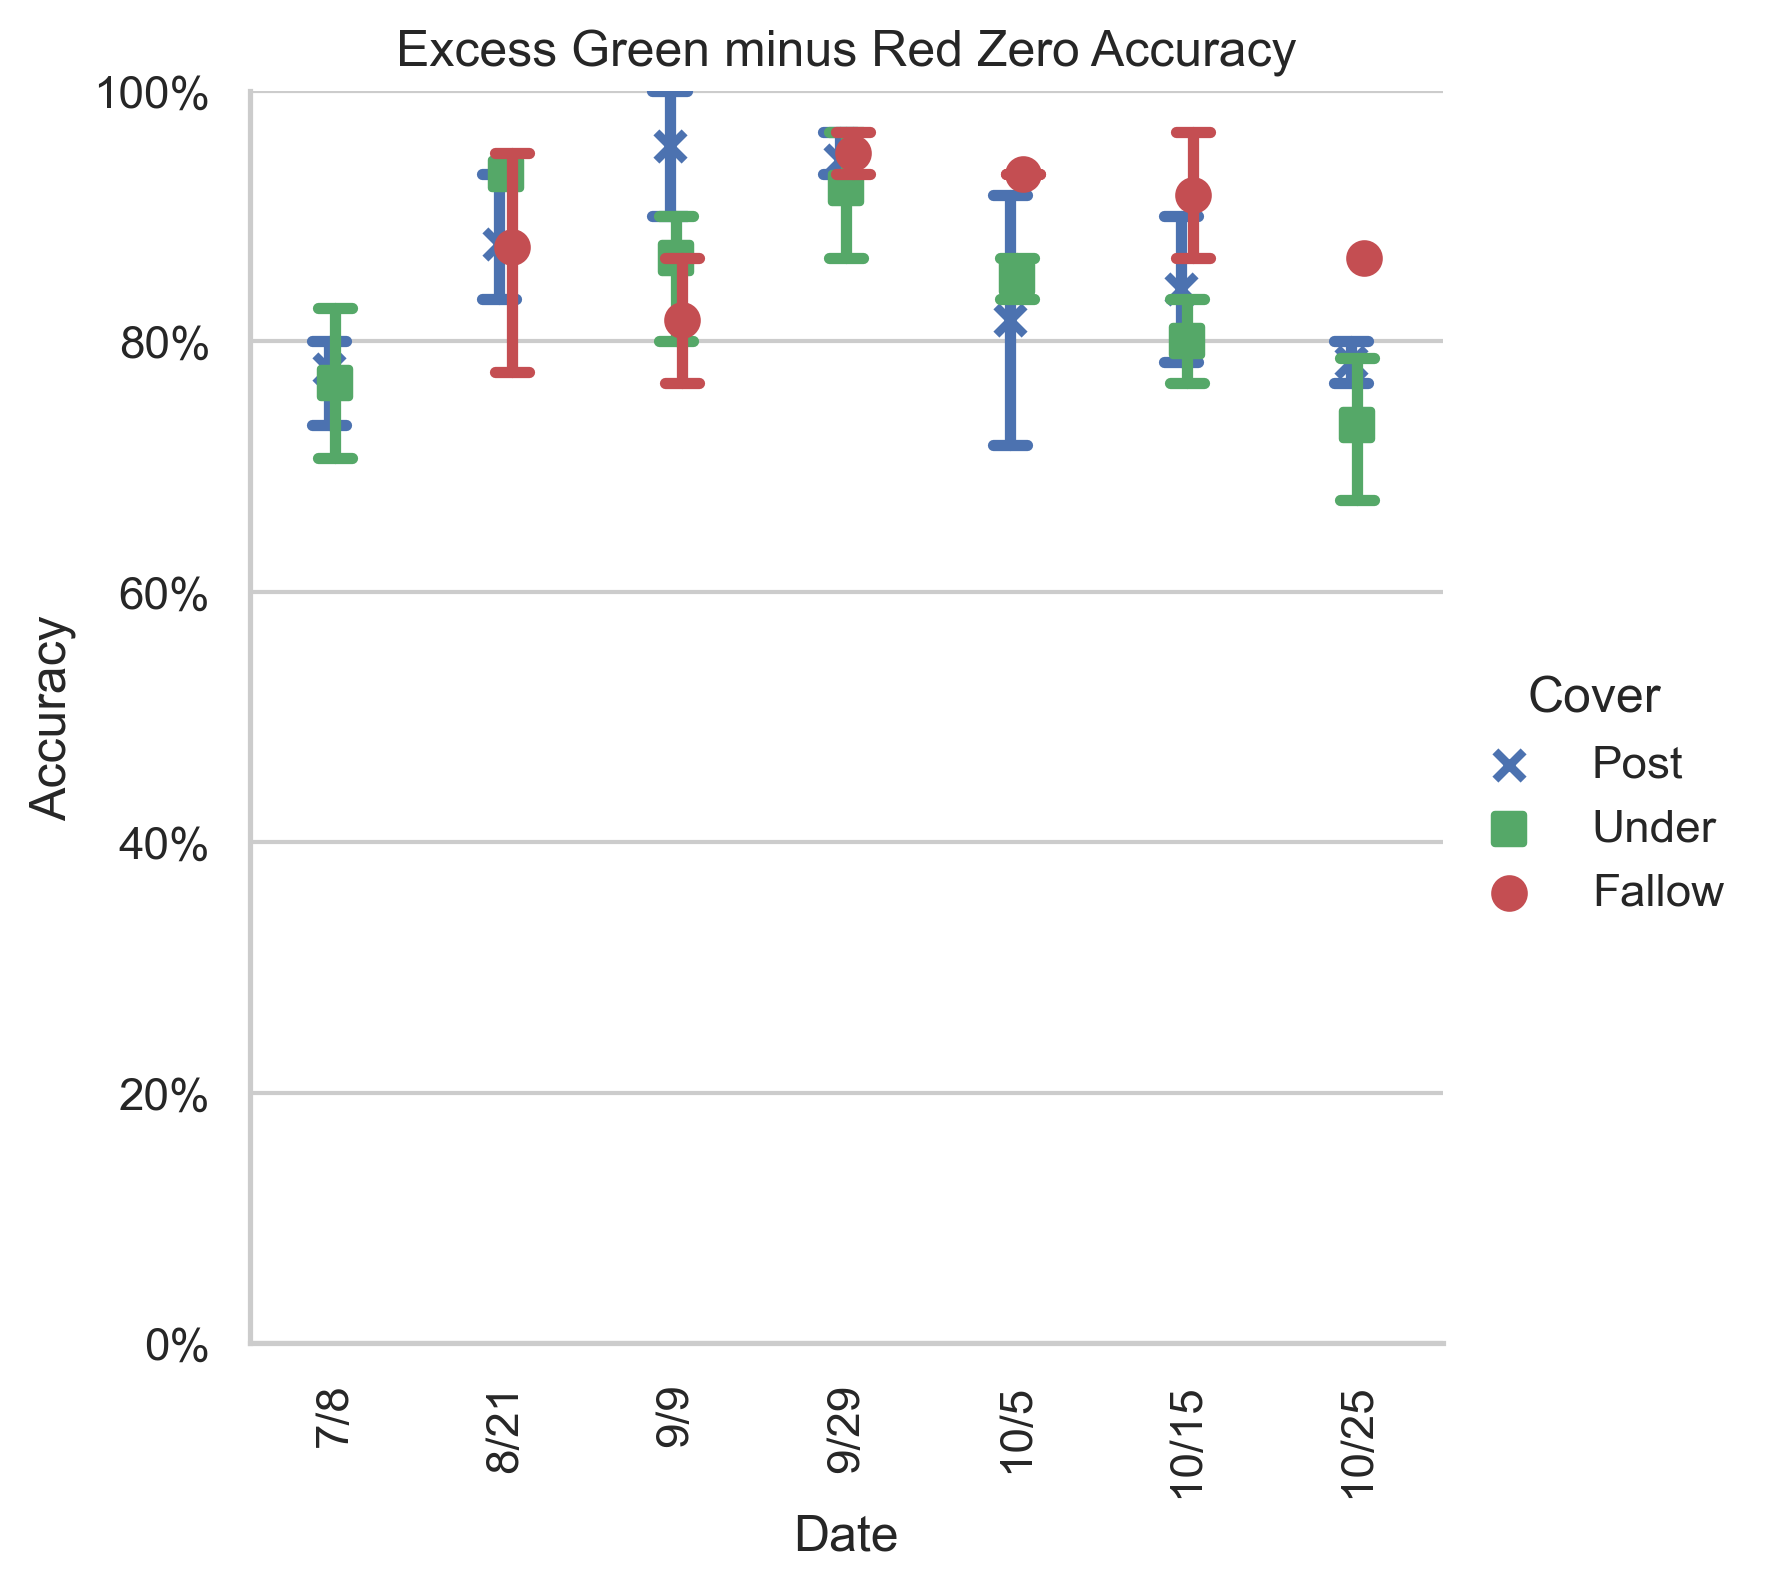 Excess Green minus Red Zero Accuracy
100%
80%
60%
40%
20%
0%
Accuracy
7/8
8/21
9/9
9/29
10/5
10/15
10/25
Date
Cover
Post
Under
Fallow